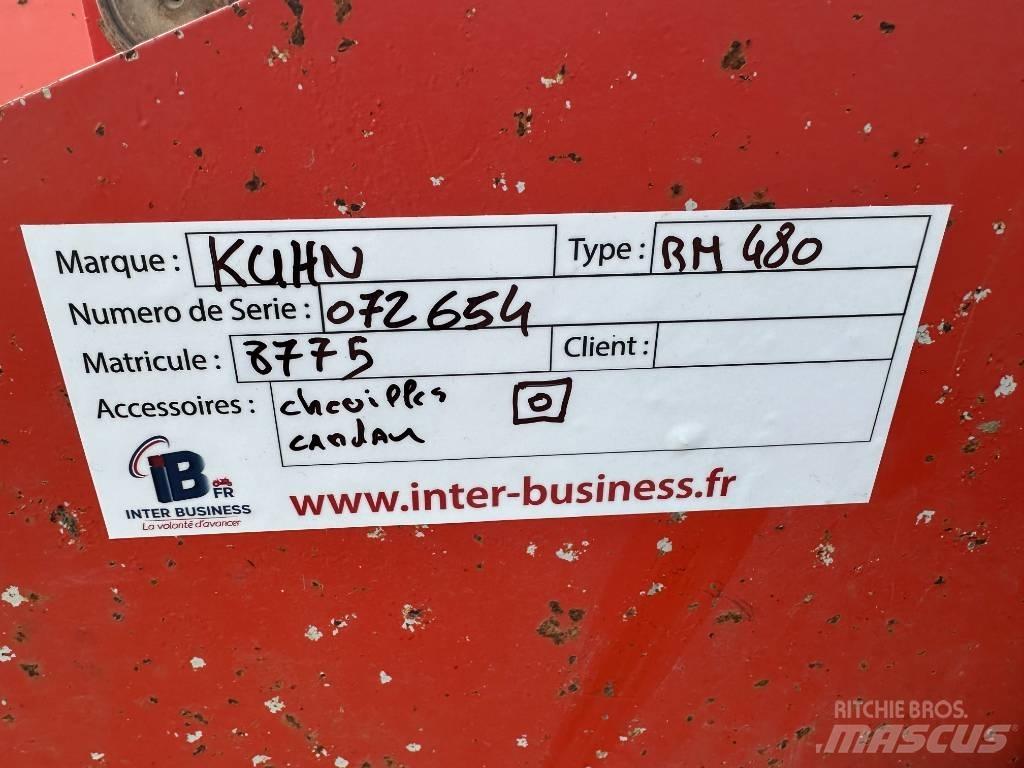 Marque : KUHN Type : RM 480
Numero de Serie : 072654
Matricule : 8775 Client :
Accessoires : chevilles 0
cardan
iB FR
INTER BUSINESS
La volonté d'avancer
www.inter-business.fr
RITCHIE BROS.
MASCUS